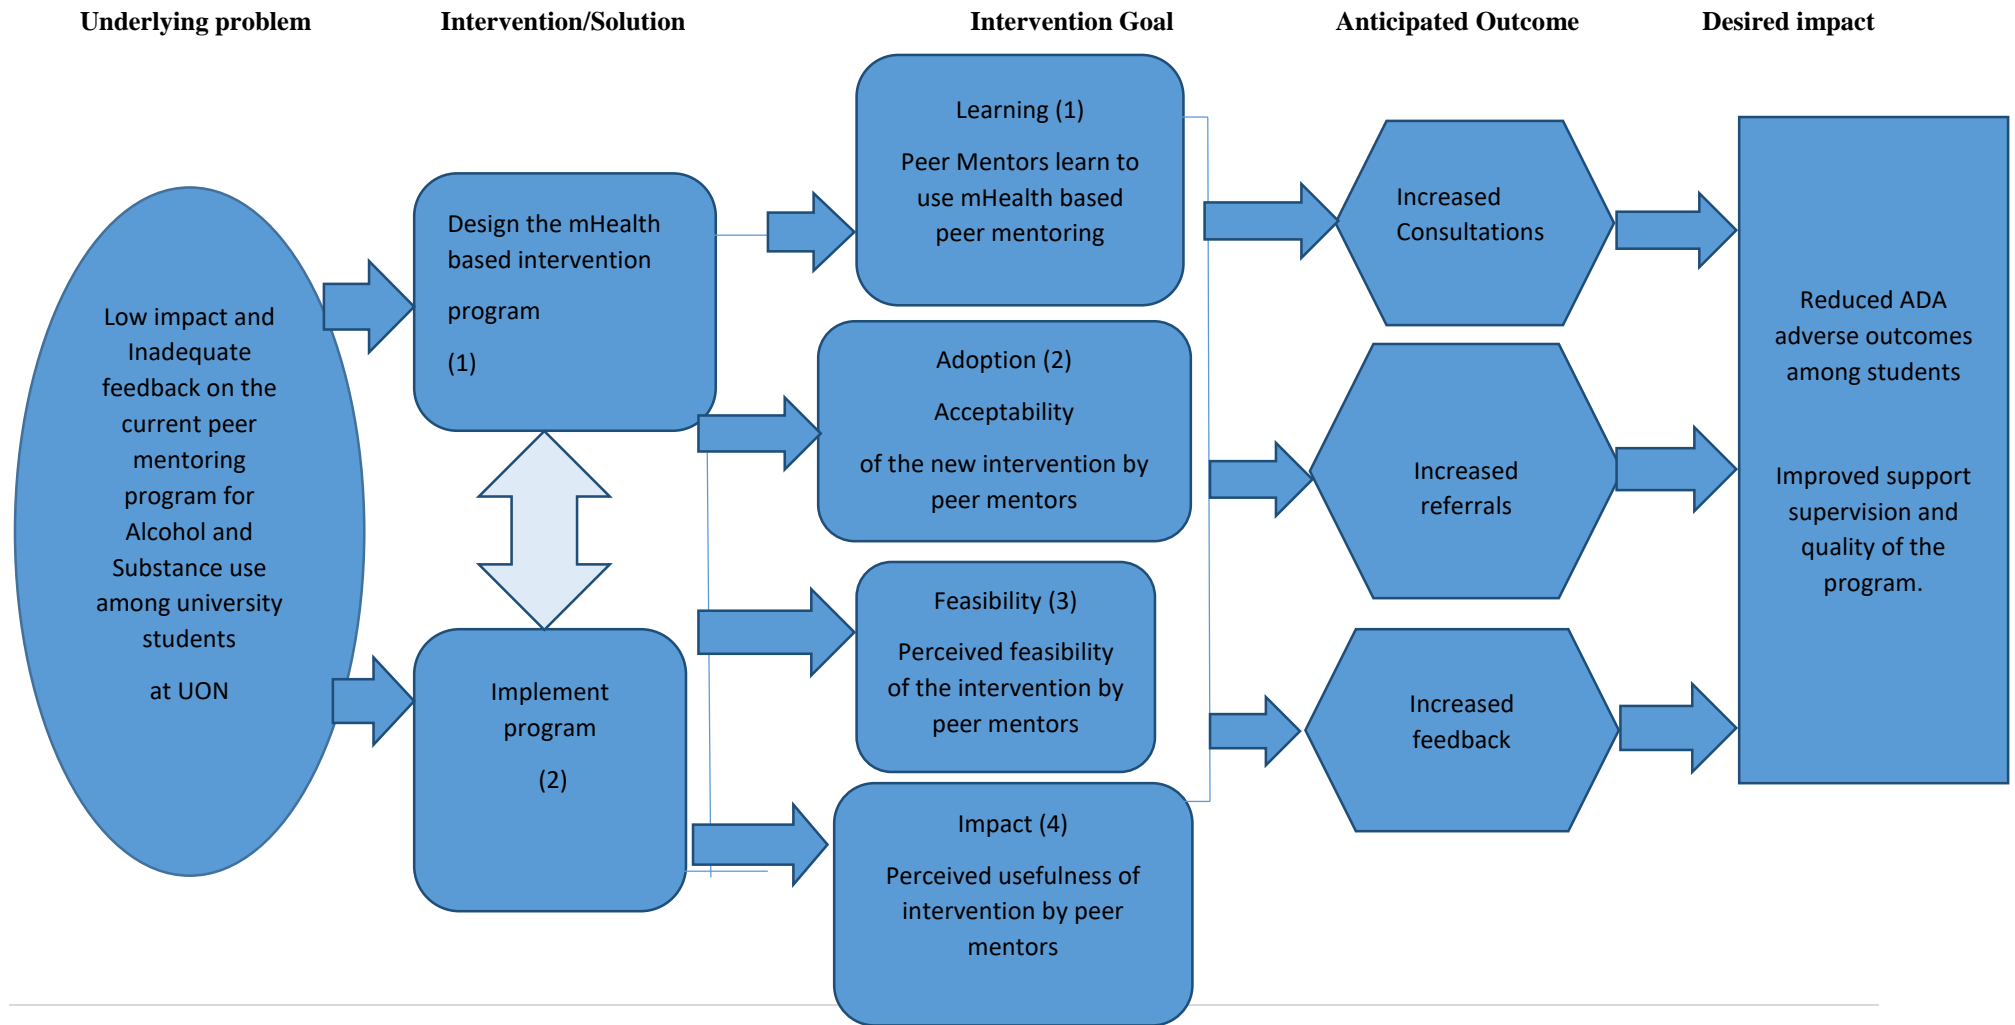 Underlying problem
Intervention/Solution
Intervention Goal
Anticipated Outcome
Desired impact
Low impact and
Inadequate
feedback on the
current peer
mentoring
program for
Alcohol and
Substance use
among university
students
at UON
Design the mHealth
based intervention
program
(1)
Implement
program
(2)
Learning (1)
Peer Mentors learn to
use mHealth based
peer mentoring
Adoption (2)
Acceptability
of the new intervention by
peer mentors
Feasibility (3)
Perceived feasibility
of the intervention by
peer mentors
Impact (4)
Perceived usefulness of
intervention by peer
mentors
Increased
Consultations
Increased
referrals
Increased
feedback
Reduced ADA
adverse outcomes
among students
Improved support
supervision and
quality of the
program.